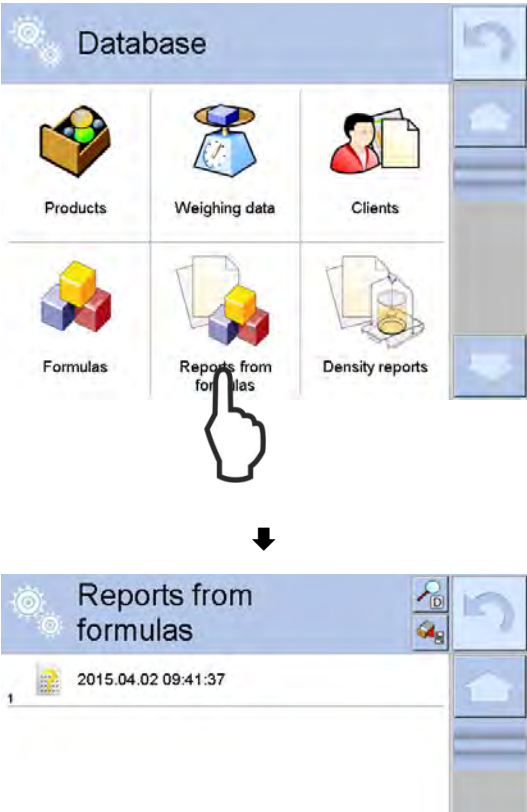 Database
Products
Weighing data
Clients
Formulas
Reports from
formulas
Density reports
Reports from
formulas
D
2015.04.02 09:41:37
1